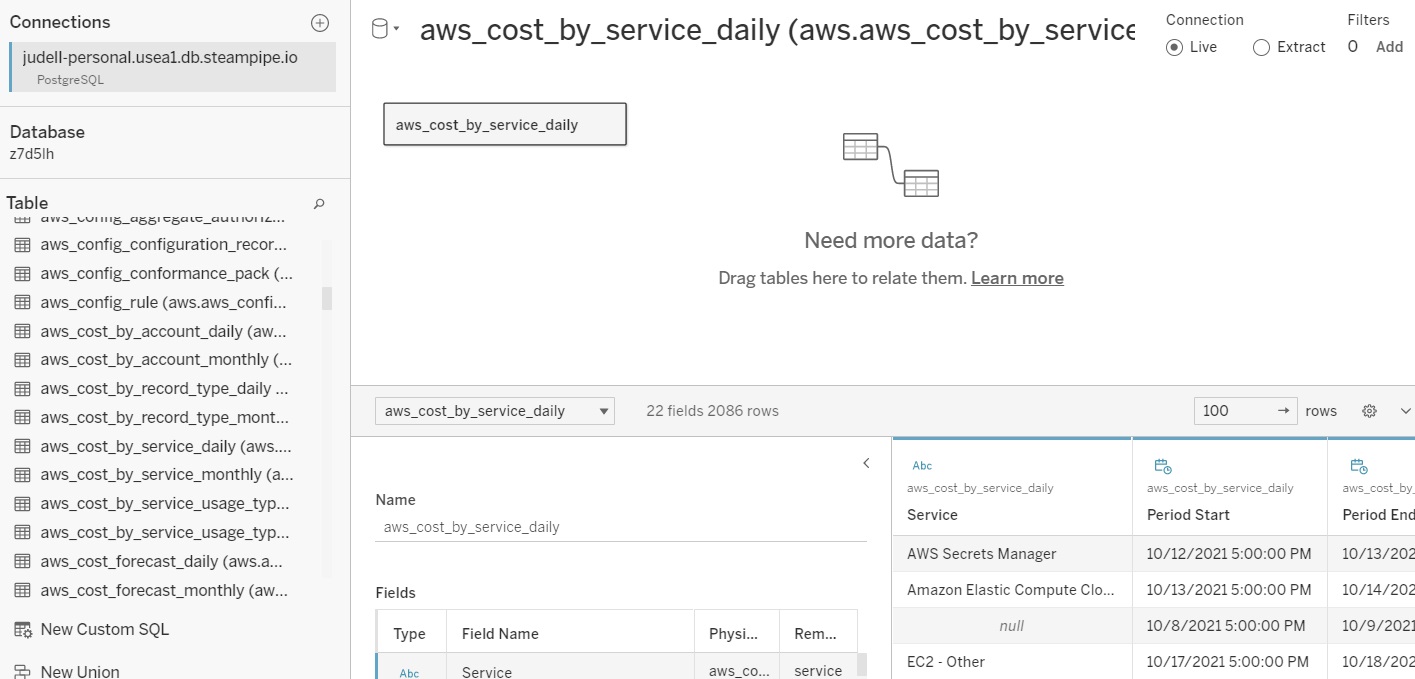 Connections
judell-personal.usea1.db.steampipe.io
PostgreSQL
Database
z7d5lh
Table
aws_config_aggregate_authoriz...
aws_config_configuration_recor...
aws_config_conformance_pack (...
aws_config_rule (aws.aws_confi...
aws_cost_by_account_daily (aw...
aws_cost_by_account_monthly (...
aws_cost_by_record_type_daily ...
aws_cost_by_record_type_mont...
aws_cost_by_service_daily (aws....
aws_cost_by_service_monthly (a...
aws_cost_by_service_usage_typ...
aws_cost_by_service_usage_typ...
aws_cost_forecast_daily (aws.a...
aws_cost_forecast_monthly (aw...
New Custom SQL
New Union
aws_cost_by_service_daily (aws.aws_cost_by_service
Connection
Live Extract
Filters
0 Add
aws_cost_by_service_daily
Need more data?
Drag tables here to relate them. Learn more
aws_cost_by_service_daily 22 fields 2086 rows 100 rows
Name
aws_cost_by_service_daily
Fields
Type Field Name Physi... Rem...
Abc Service aws_co... service
Abc
aws_cost_by_service_daily aws_cost_by_service_daily aws_cost_by_
Service Period Start Period End
AWS Secrets Manager 10/12/2021 5:00:00 PM 10/13/202
Amazon Elastic Compute Clo... 10/13/2021 5:00:00 PM 10/14/202
null 10/8/2021 5:00:00 PM 10/9/2021
EC2 - Other 10/17/2021 5:00:00 PM 10/18/202